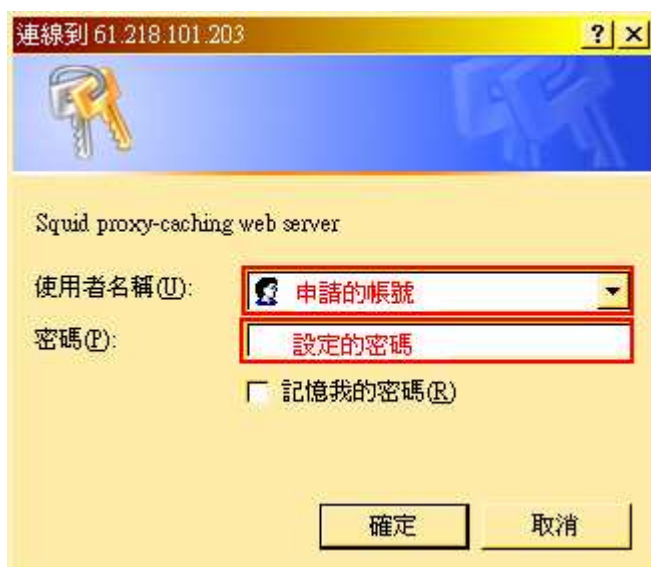 連線到 61.218.101.203
? ×
Squid proxy-caching web server
使用者名稱(U):
申請的帳號
密碼(P):
設定的密碼
記憶我的密碼(R)
確定
取消